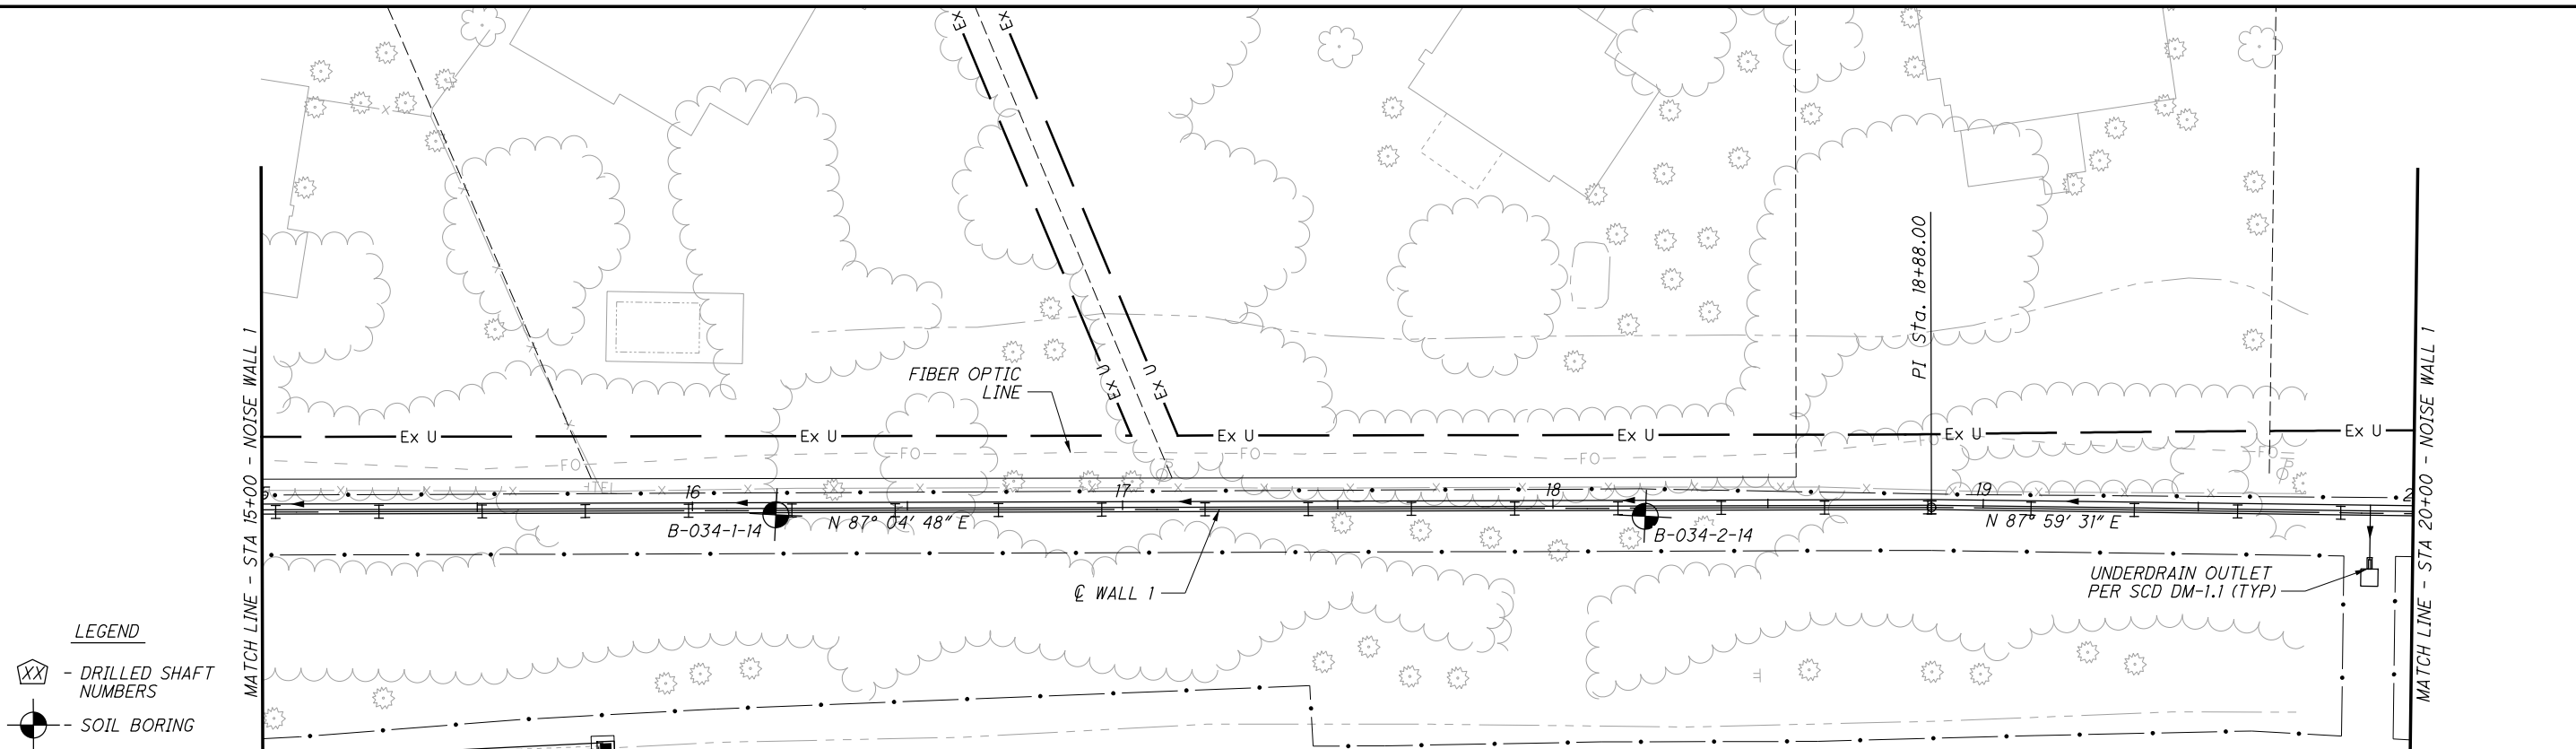 Ex
Ex
PI Sta. 18+88.00
MATCH LINE - STA 15+00 - NOISE WALL 1
MATCH LINE - STA 20+00 - NOISE WALL 1
FIBER OPTIC
LINE
U Ex
U Ex
Ex U
Ex U
Ex U
Ex U
Ex U
Ex U
FO
FO
FO
FO
FO
FO
TEL
16
17
18
19
B-034-1-14
N 87° 04' 48" E
B-034-2-14
N 87° 59' 31" E
℄ WALL 1
UNDERDRAIN OUTLET
PER SCD DM-1.1 (TYP)
LEGEND
XX - DRILLED SHAFT
NUMBERS
- SOIL BORING